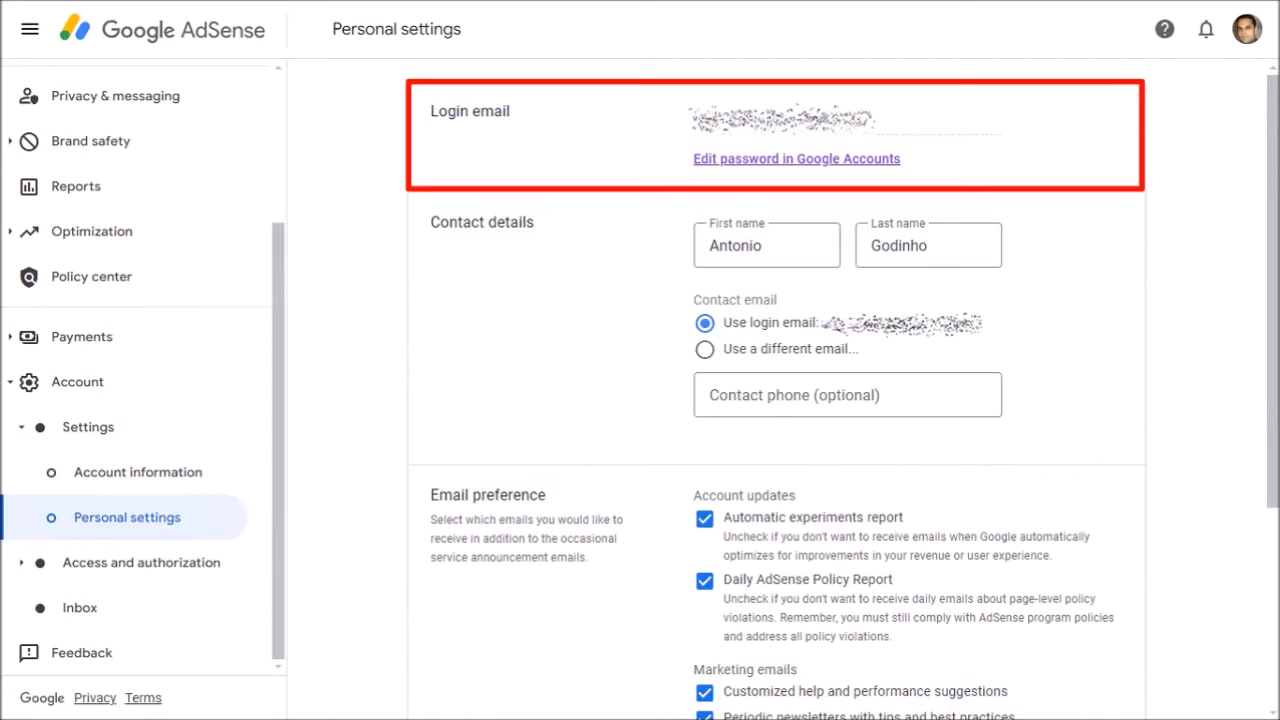 Google AdSense
Personal settings
Privacy & messaging
Brand safety
Reports
Optimization
Policy center
Payments
Account
Settings
Account information
Personal settings
Access and authorization
Inbox
Feedback
Google Privacy Terms
Login email
Edit password in Google Accounts
Contact details
First name
Antonio
Last name
Godinho
Contact email
Use login email:
Use a different email...
Contact phone (optional)
Email preference
Select which emails you would like to
receive in addition to the occasional
service announcement emails.
Account updates
Automatic experiments report
Uncheck if you don't want to receive emails when Google automatically
optimizes for improvements in your revenue or user experience.
Daily AdSense Policy Report
Uncheck if you don't want to receive daily emails about page-level policy
violations. Remember, you must still comply with AdSense program policies
and address all policy violations.
Marketing emails
Customized help and performance suggestions
Periodic newsletters with tips and best practices